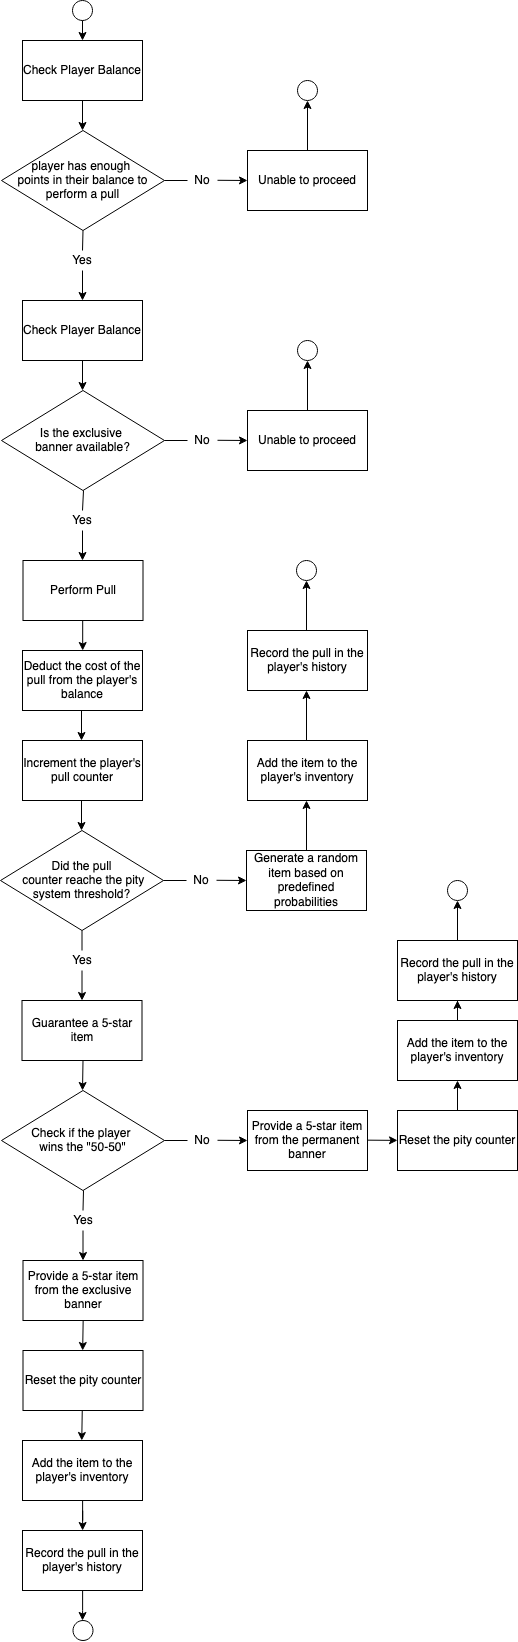 Check Player Balance
player has enough
points in their balance to
perform a pull
No
Unable to proceed
Yes
Check Player Balance
Is the exclusive
banner available?
No
Unable to proceed
Yes
Perform Pull
Deduct the cost of the
pull from the player's
balance
Increment the player's
pull counter
Did the pull
counter reache the pity
system threshold?
No
Generate a random
item based on
predefined
probabilities
Add the item to the
player's inventory
Record the pull in the
player's history
Yes
Guarantee a 5-star
item
Check if the player
wins the "50-50"
No
Provide a 5-star item
from the permanent
banner
Reset the pity counter
Add the item to the
player's inventory
Record the pull in the
player's history
Yes
Provide a 5-star item
from the exclusive
banner
Reset the pity counter
Add the item to the
player's inventory
Record the pull in the
player's history